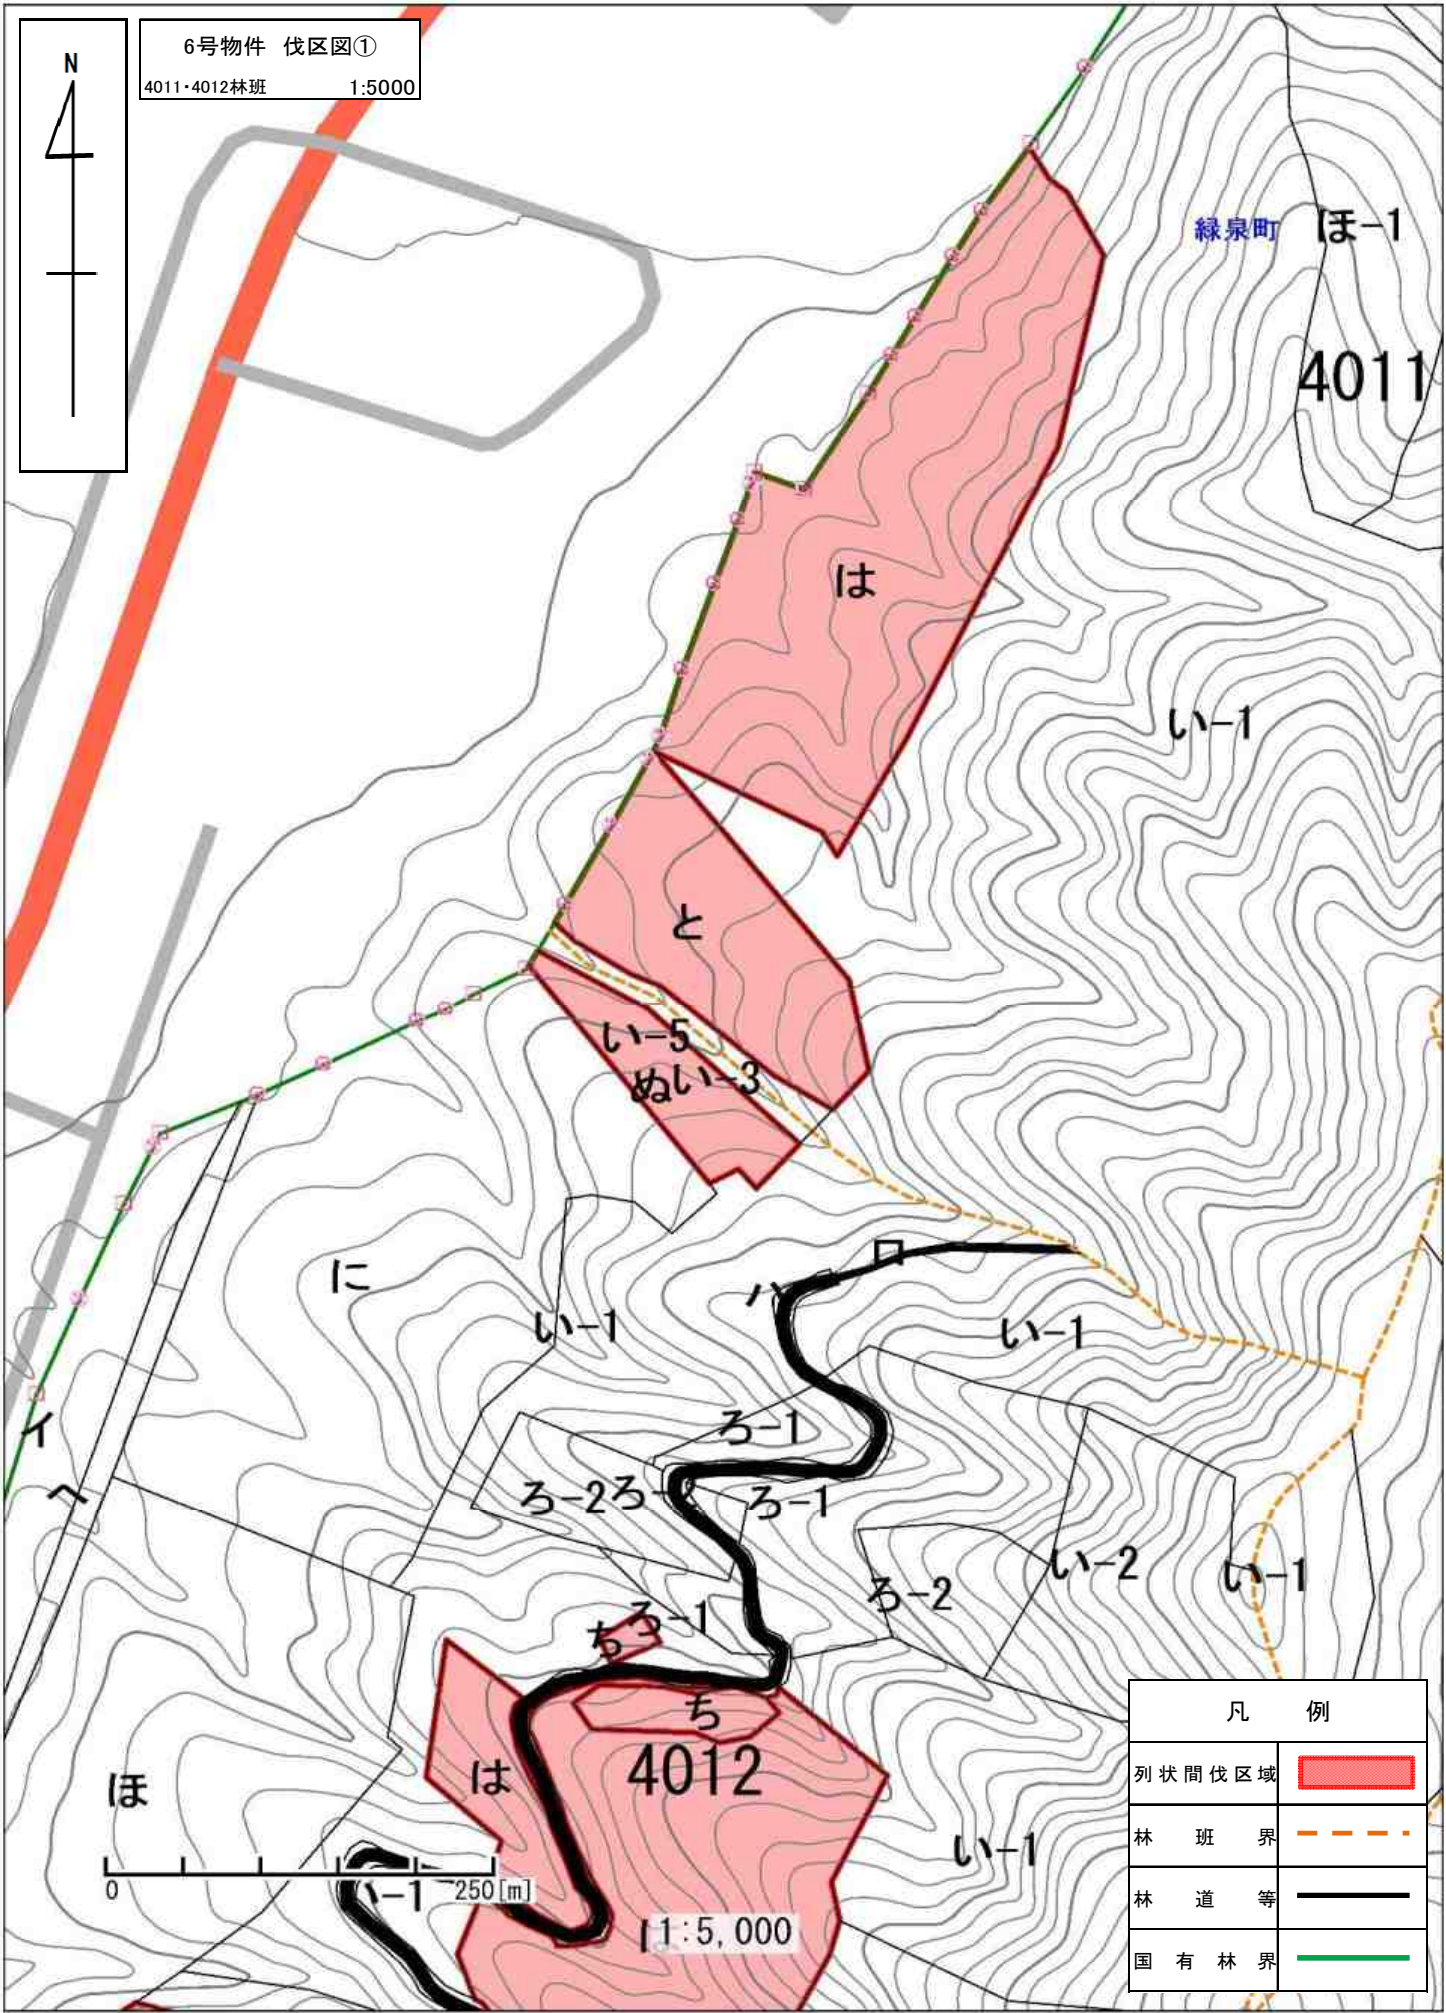 N
6号物件 伐区図①
4011・4012林班 1:5000
緑泉町
ほ-1
4011
は
い-1
と
い-5
ぬ
い-3
ロ
ハ
に
い-1
い-1
イ
ヘ
ろ-1
ろ-2
ろ-1
い-2
い-1
ろ-2
ち
ろ-1
ち
4012
は
ほ
い-1
0 250[m]
1:5,000
凡 例
列状間伐区域
林班界
林道等
国有林界